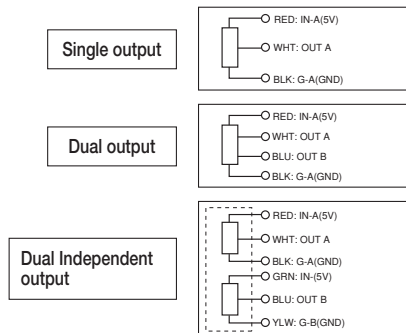 Single output
RED: IN-A(5V)
WHT: OUT A
BLK: G-A(GND)
Dual output
RED: IN-A(5V)
WHT: OUT A
BLU: OUT B
BLK: G-A(GND)
Dual Independent
output
RED: IN-A(5V)
WHT: OUT A
BLK: G-A(GND)
GRN: IN-(5V)
BLU: OUT B
YLW: G-B(GND)